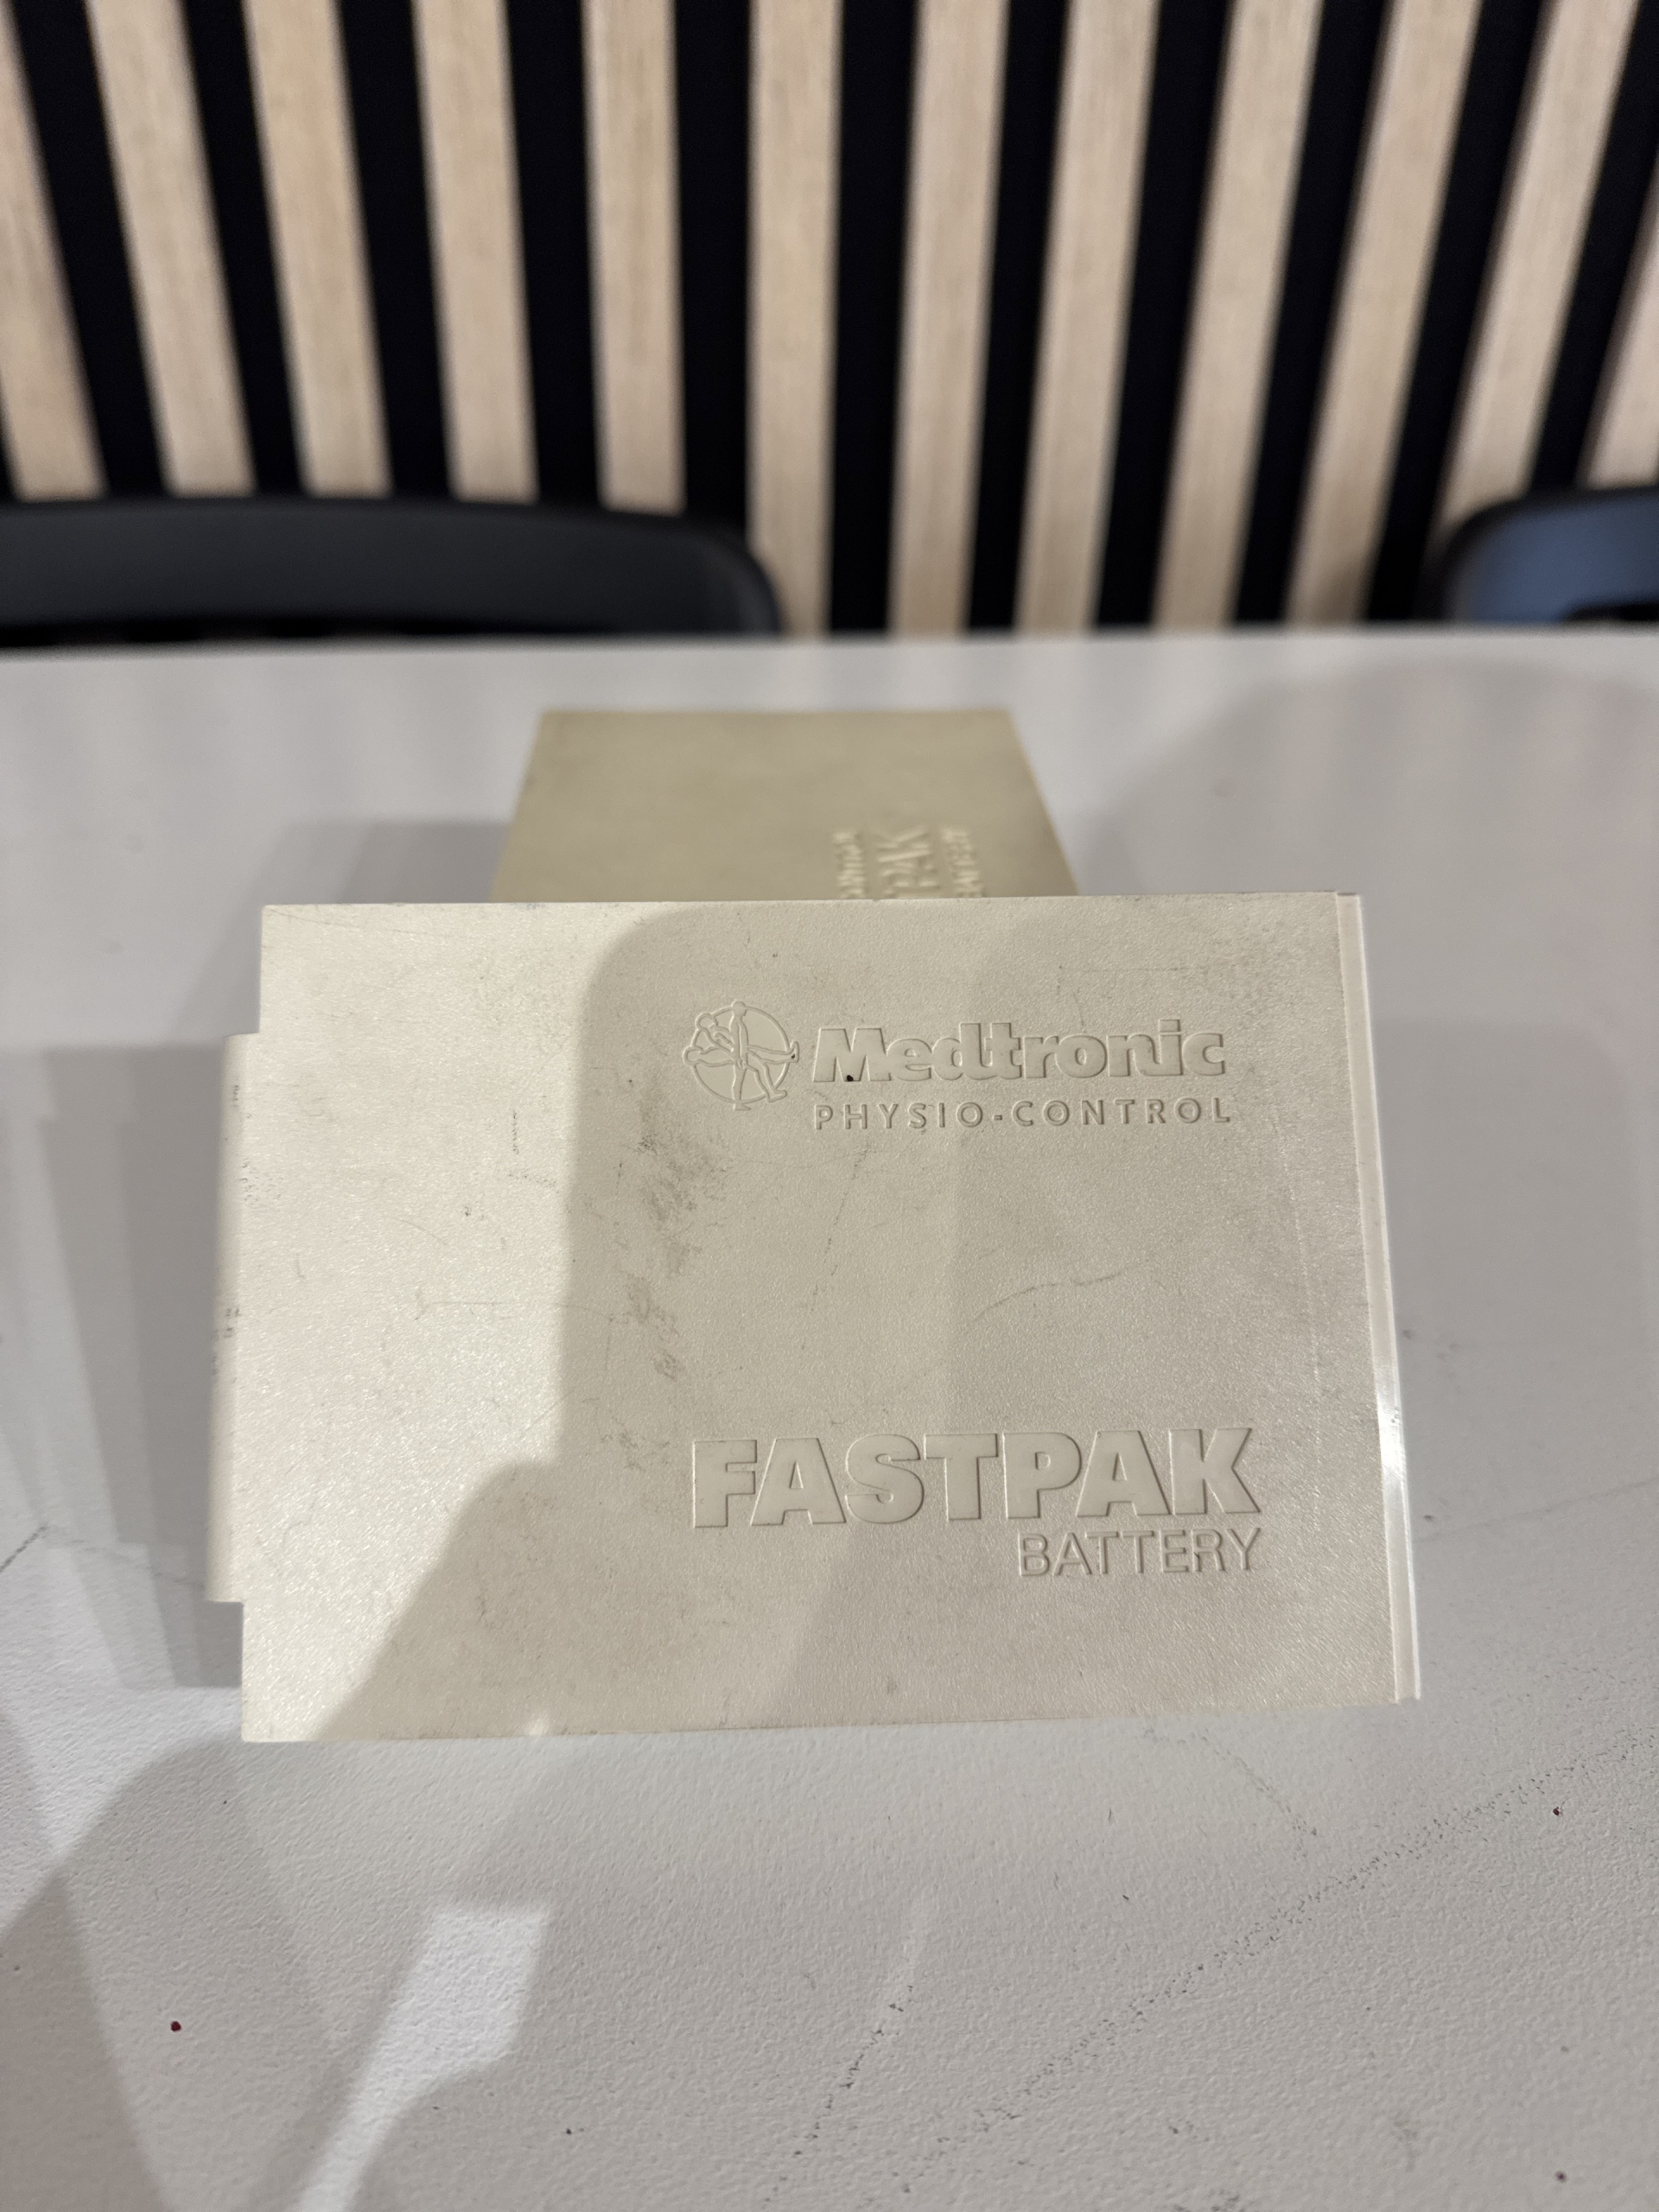 Medtronic
PHYSIO-CONTROL
FASTPAK
BATTERY